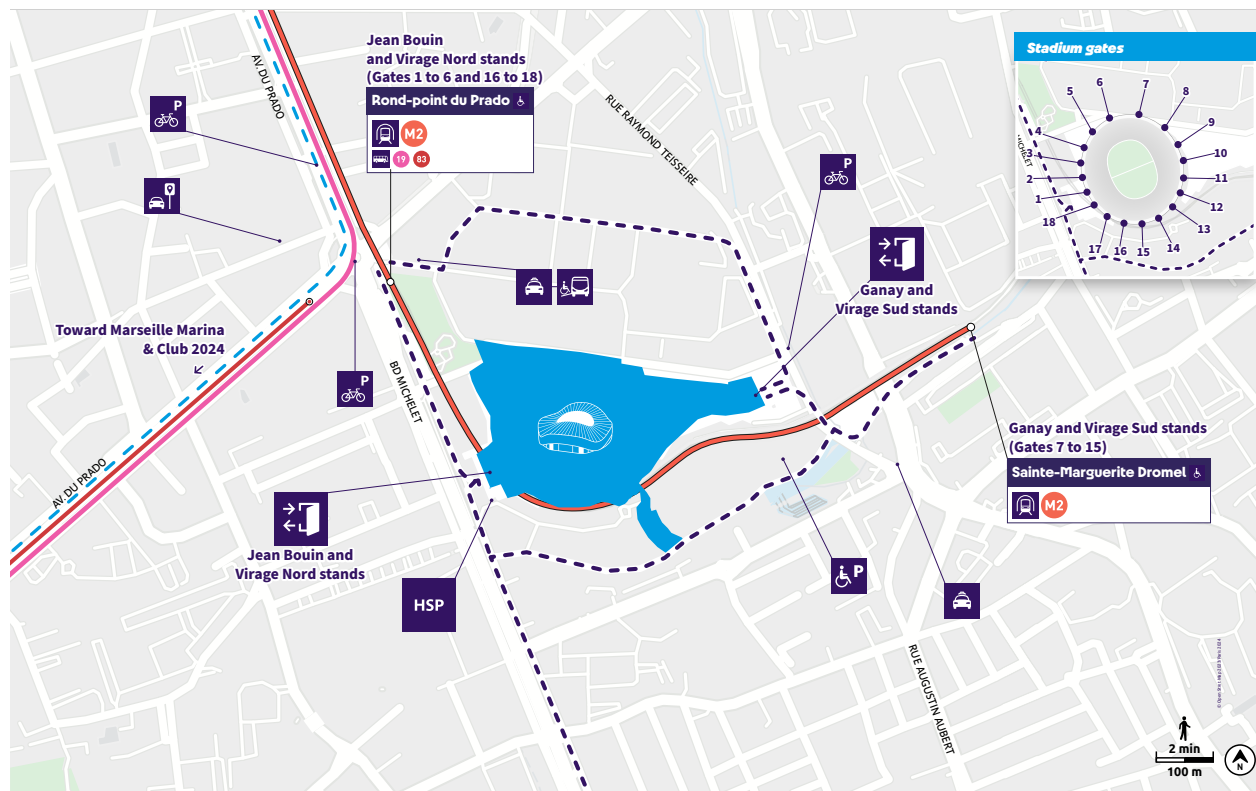 Jean Bouin
and Virage Nord stands
(Gates 1 to 6 and 16 to 18)
Rond-point du Prado
M2
19
83
AV. DU PRADO
P
RUE RAYMOND TEISSEIRE
P
Stadium gates
1
2
3
4
5
6
7
8
9
10
11
12
13
14
15
16
17
18
MICHELET
Ganay and
Virage Sud stands
Toward Marseille Marina
& Club 2024
P
BD MICHELET
AV. DU PRADO
Ganay and Virage Sud stands
(Gates 7 to 15)
Sainte-Marguerite Dromel
M2
Jean Bouin and
Virage Nord stands
HSP
P
RUE AUGUSTIN AUBERT
2 min
100 m
N